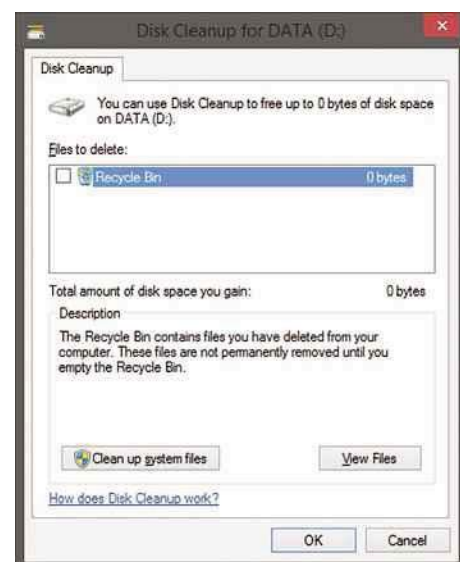 Disk Cleanup for DATA (D:)
Disk Cleanup
You can use Disk Cleanup to free up to 0 bytes of disk space
on DATA (D:).
Files to delete:
Recycle Bin 0 bytes
Total amount of disk space you gain: 0 bytes
Description
The Recycle Bin contains files you have deleted from your
computer. These files are not permanently removed until you
empty the Recycle Bin.
Clean up system files View Files
How does Disk Cleanup work?
OK Cancel